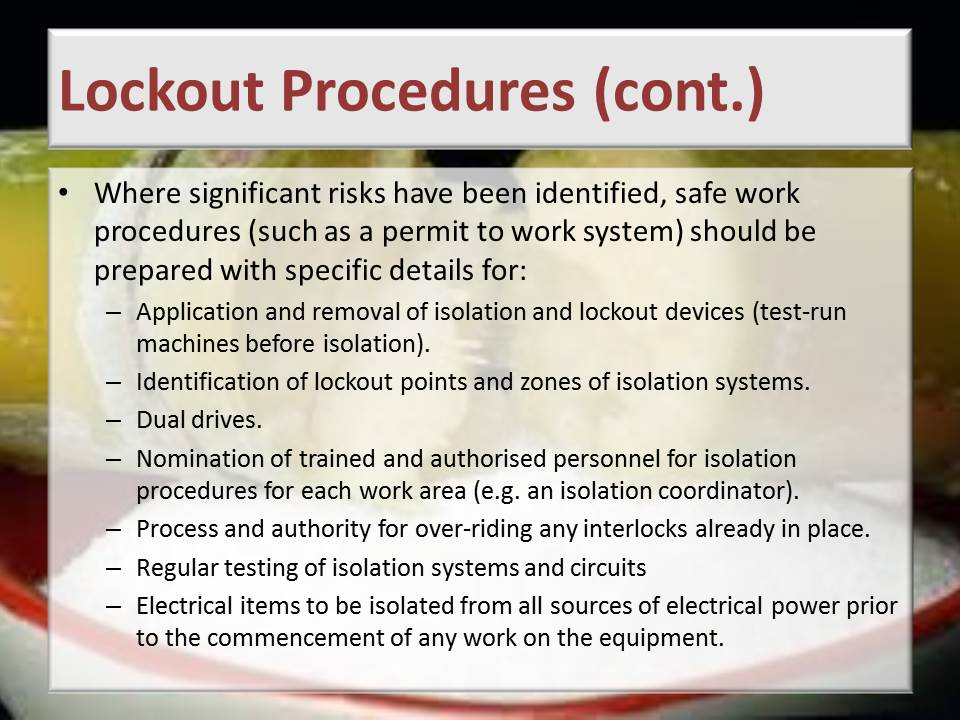 Lockout Procedures (cont.)
• Where significant risks have been identified, safe work
procedures (such as a permit to work system) should be
prepared with specific details for:
– Application and removal of isolation and lockout devices (test-run
machines before isolation).
– Identification of lockout points and zones of isolation systems.
– Dual drives.
– Nomination of trained and authorised personnel for isolation
procedures for each work area (e.g. an isolation coordinator).
– Process and authority for over-riding any interlocks already in place.
– Regular testing of isolation systems and circuits
– Electrical items to be isolated from all sources of electrical power prior
to the commencement of any work on the equipment.